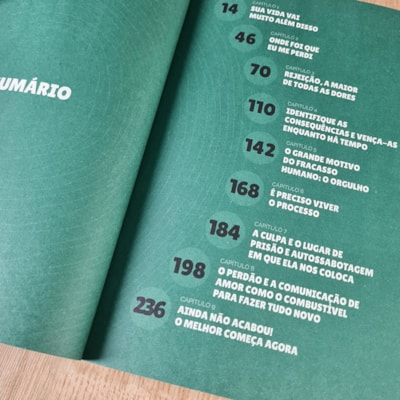 UMÁRIO
14
CAPÍTULO 1
SUA VIDA VAI
MUITO ALÉM DISSO
46
CAPÍTULO 2
ONDE FOI QUE
EU ME PERDI
70
CAPÍTULO 3
REJEIÇÃO, A MAIOR
DE TODAS AS DORES
110
CAPÍTULO 4
IDENTIFIQUE AS
CONSEQUÊNCIAS E VENÇA-AS
ENQUANTO HÁ TEMPO
142
CAPÍTULO 5
O GRANDE MOTIVO
DO FRACASSO
HUMANO: O ORGULHO
168
CAPÍTULO 6
É PRECISO VIVER
O PROCESSO
184
CAPÍTULO 7
A CULPA E O LUGAR DE
PRISÃO E AUTOSSABOTAGEM
EM QUE ELA NOS COLOCA
198
CAPÍTULO 8
O PERDÃO E A COMUNICAÇÃO DE
AMOR COMO O COMBUSTÍVEL
PARA FAZER TUDO NOVO
236
CAPÍTULO 9
AINDA NÃO ACABOU!
O MELHOR COMEÇA AGORA